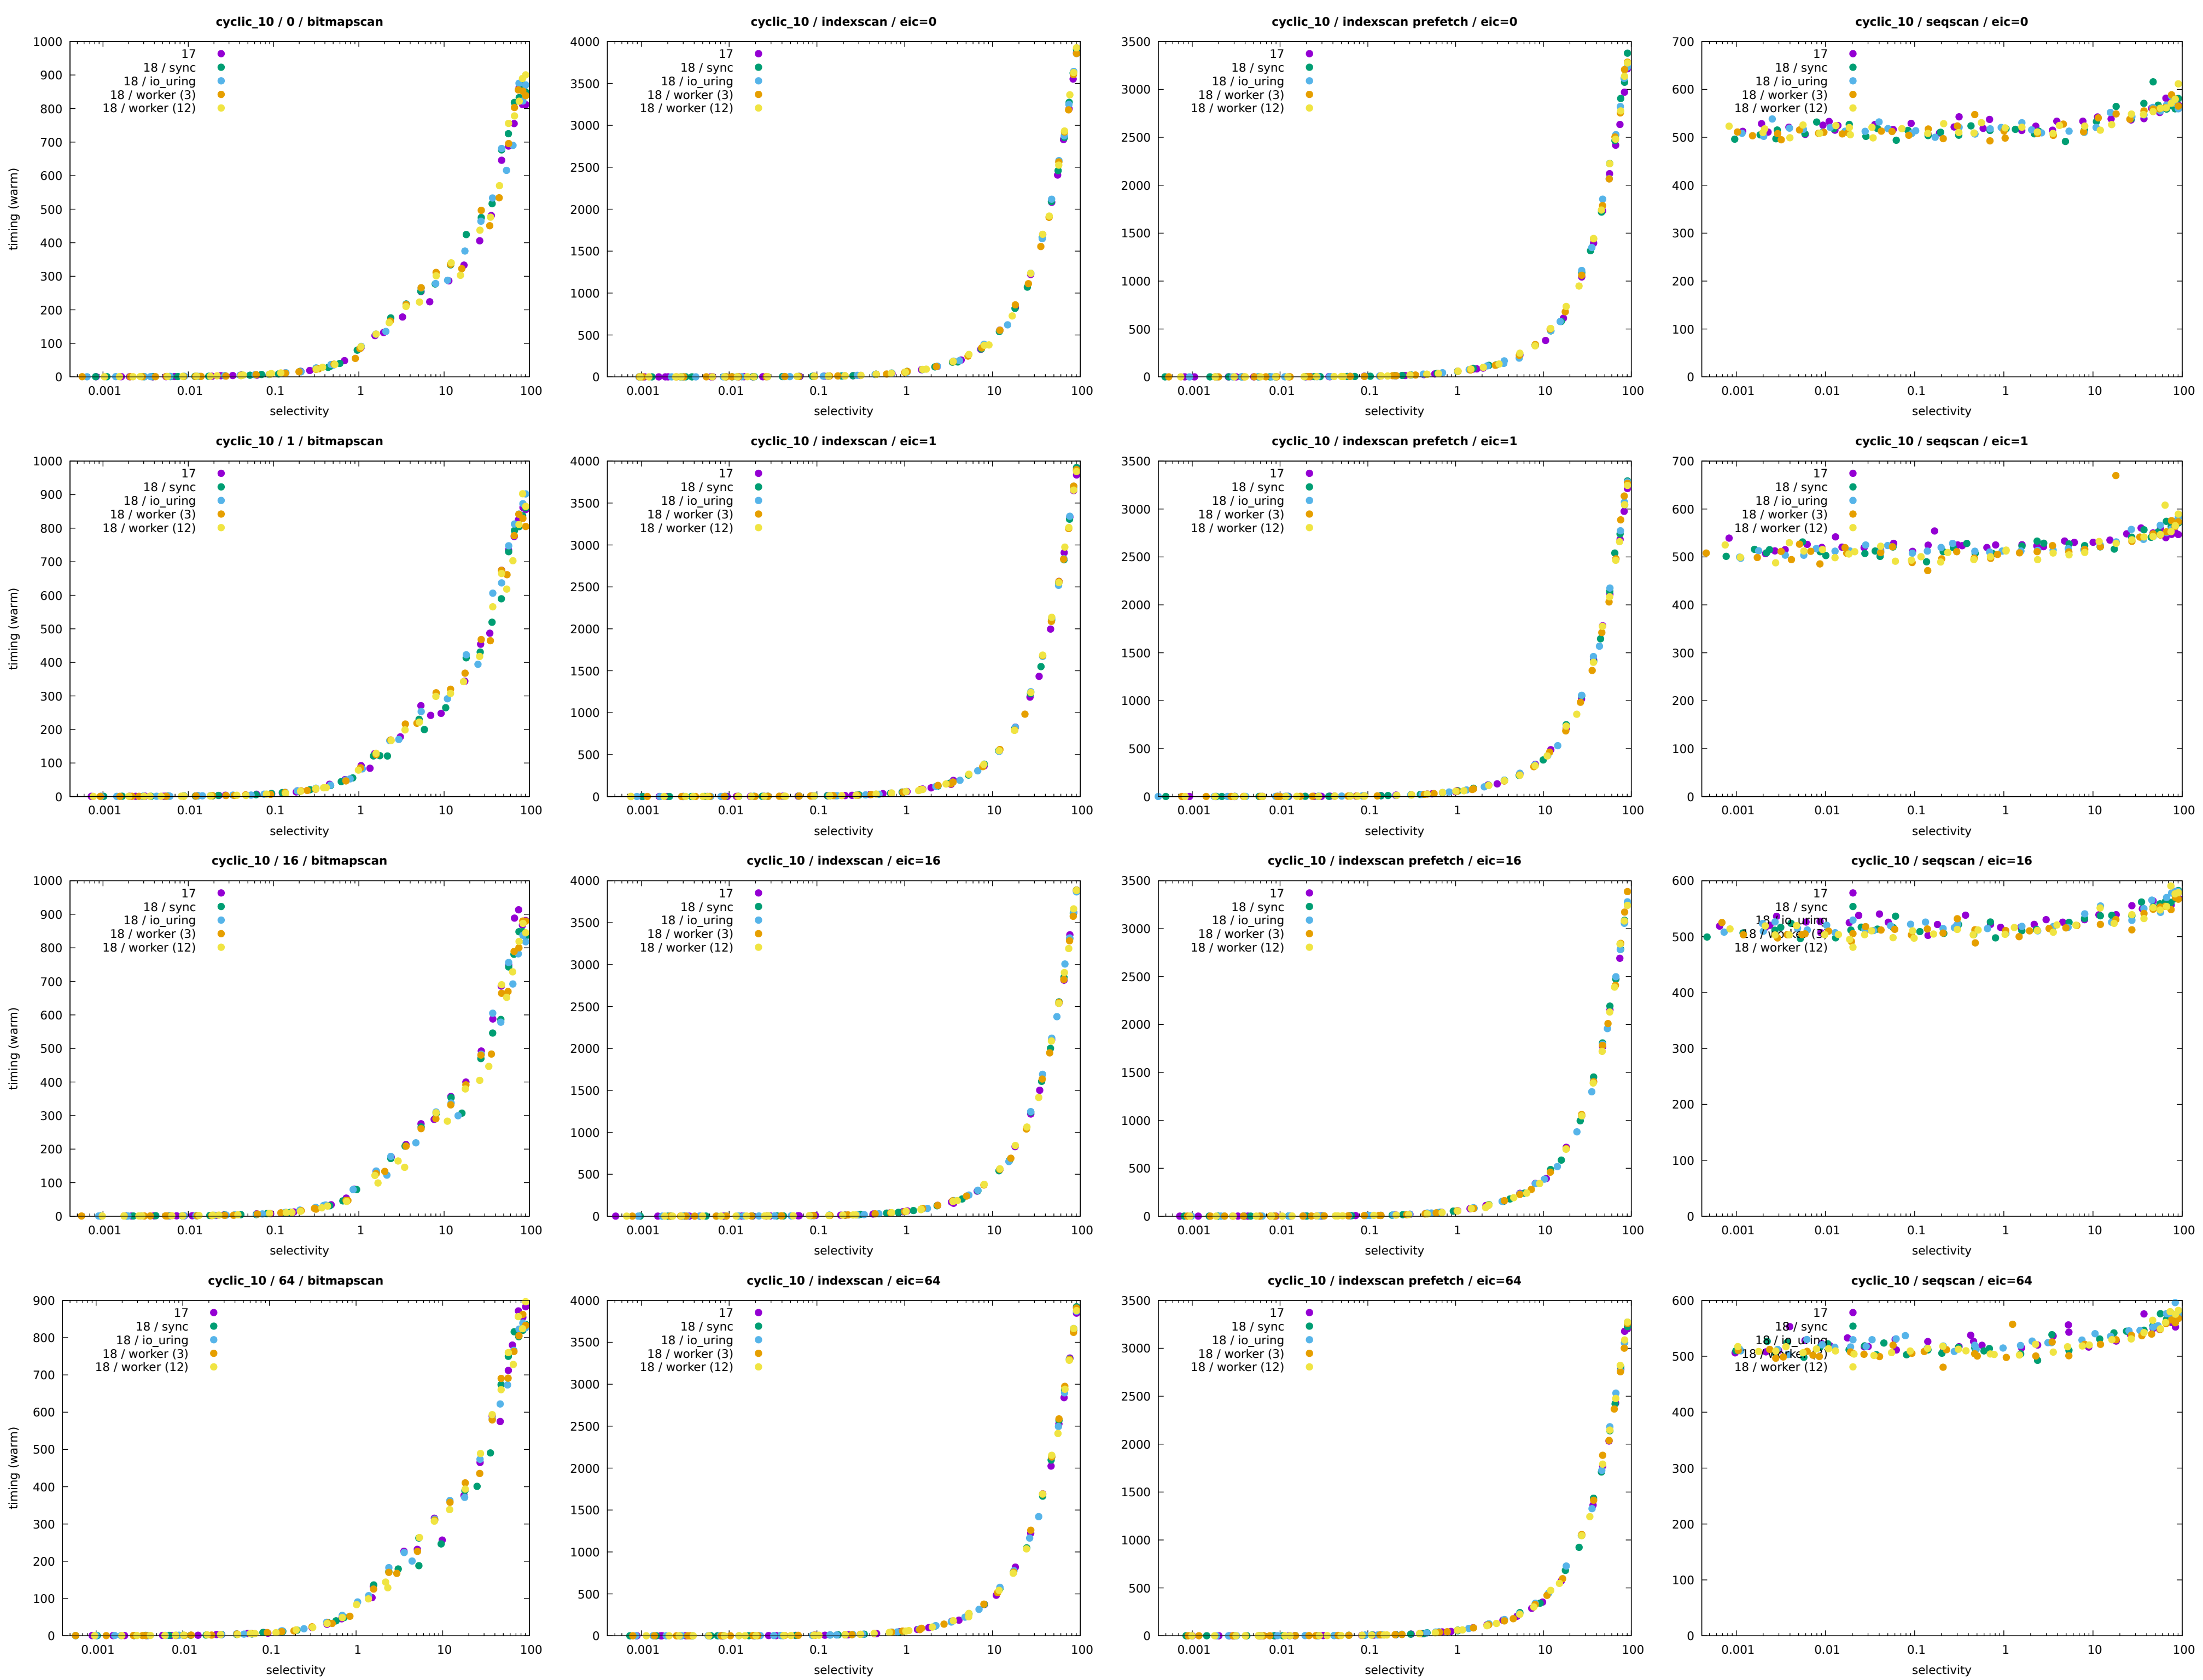 cyclic_10 / 0 / bitmapscan
timing (warm)
1000
900
800
700
600
500
400
300
200
100
0
17
18 / sync
18 / io_uring
18 / worker (3)
18 / worker (12)
0.001 0.01 0.1 1 10 100
selectivity
cyclic_10 / indexscan / eic=0
4000
3500
3000
2500
2000
1500
1000
500
0
17
18 / sync
18 / io_uring
18 / worker (3)
18 / worker (12)
0.001 0.01 0.1 1 10 100
selectivity
cyclic_10 / indexscan prefetch / eic=0
3500
3000
2500
2000
1500
1000
500
0
17
18 / sync
18 / io_uring
18 / worker (3)
18 / worker (12)
0.001 0.01 0.1 1 10 100
selectivity
cyclic_10 / seqscan / eic=0
700
600
500
400
300
200
100
0
17
18 / sync
18 / io_uring
18 / worker (3)
18 / worker (12)
0.001 0.01 0.1 1 10 100
selectivity
cyclic_10 / 1 / bitmapscan
timing (warm)
1000
900
800
700
600
500
400
300
200
100
0
17
18 / sync
18 / io_uring
18 / worker (3)
18 / worker (12)
0.001 0.01 0.1 1 10 100
selectivity
cyclic_10 / indexscan / eic=1
4000
3500
3000
2500
2000
1500
1000
500
0
17
18 / sync
18 / io_uring
18 / worker (3)
18 / worker (12)
0.001 0.01 0.1 1 10 100
selectivity
cyclic_10 / indexscan prefetch / eic=1
3500
3000
2500
2000
1500
1000
500
0
17
18 / sync
18 / io_uring
18 / worker (3)
18 / worker (12)
0.001 0.01 0.1 1 10 100
selectivity
cyclic_10 / seqscan / eic=1
700
600
500
400
300
200
100
0
17
18 / sync
18 / io_uring
18 / worker (3)
18 / worker (12)
0.001 0.01 0.1 1 10 100
selectivity
cyclic_10 / 16 / bitmapscan
timing (warm)
1000
900
800
700
600
500
400
300
200
100
0
17
18 / sync
18 / io_uring
18 / worker (3)
18 / worker (12)
0.001 0.01 0.1 1 10 100
selectivity
cyclic_10 / indexscan / eic=16
4000
3500
3000
2500
2000
1500
1000
500
0
17
18 / sync
18 / io_uring
18 / worker (3)
18 / worker (12)
0.001 0.01 0.1 1 10 100
selectivity
cyclic_10 / indexscan prefetch / eic=16
3500
3000
2500
2000
1500
1000
500
0
17
18 / sync
18 / io_uring
18 / worker (3)
18 / worker (12)
0.001 0.01 0.1 1 10 100
selectivity
cyclic_10 / seqscan / eic=16
600
500
400
300
200
100
0
17
18 / sync
18 / io_uring
18 / worker (3)
18 / worker (12)
0.001 0.01 0.1 1 10 100
selectivity
cyclic_10 / 64 / bitmapscan
timing (warm)
900
800
700
600
500
400
300
200
100
0
17
18 / sync
18 / io_uring
18 / worker (3)
18 / worker (12)
0.001 0.01 0.1 1 10 100
selectivity
cyclic_10 / indexscan / eic=64
4000
3500
3000
2500
2000
1500
1000
500
0
17
18 / sync
18 / io_uring
18 / worker (3)
18 / worker (12)
0.001 0.01 0.1 1 10 100
selectivity
cyclic_10 / indexscan prefetch / eic=64
3500
3000
2500
2000
1500
1000
500
0
17
18 / sync
18 / io_uring
18 / worker (3)
18 / worker (12)
0.001 0.01 0.1 1 10 100
selectivity
cyclic_10 / seqscan / eic=64
600
500
400
300
200
100
0
17
18 / sync
18 / io_uring
18 / worker (3)
18 / worker (12)
0.001 0.01 0.1 1 10 100
selectivity